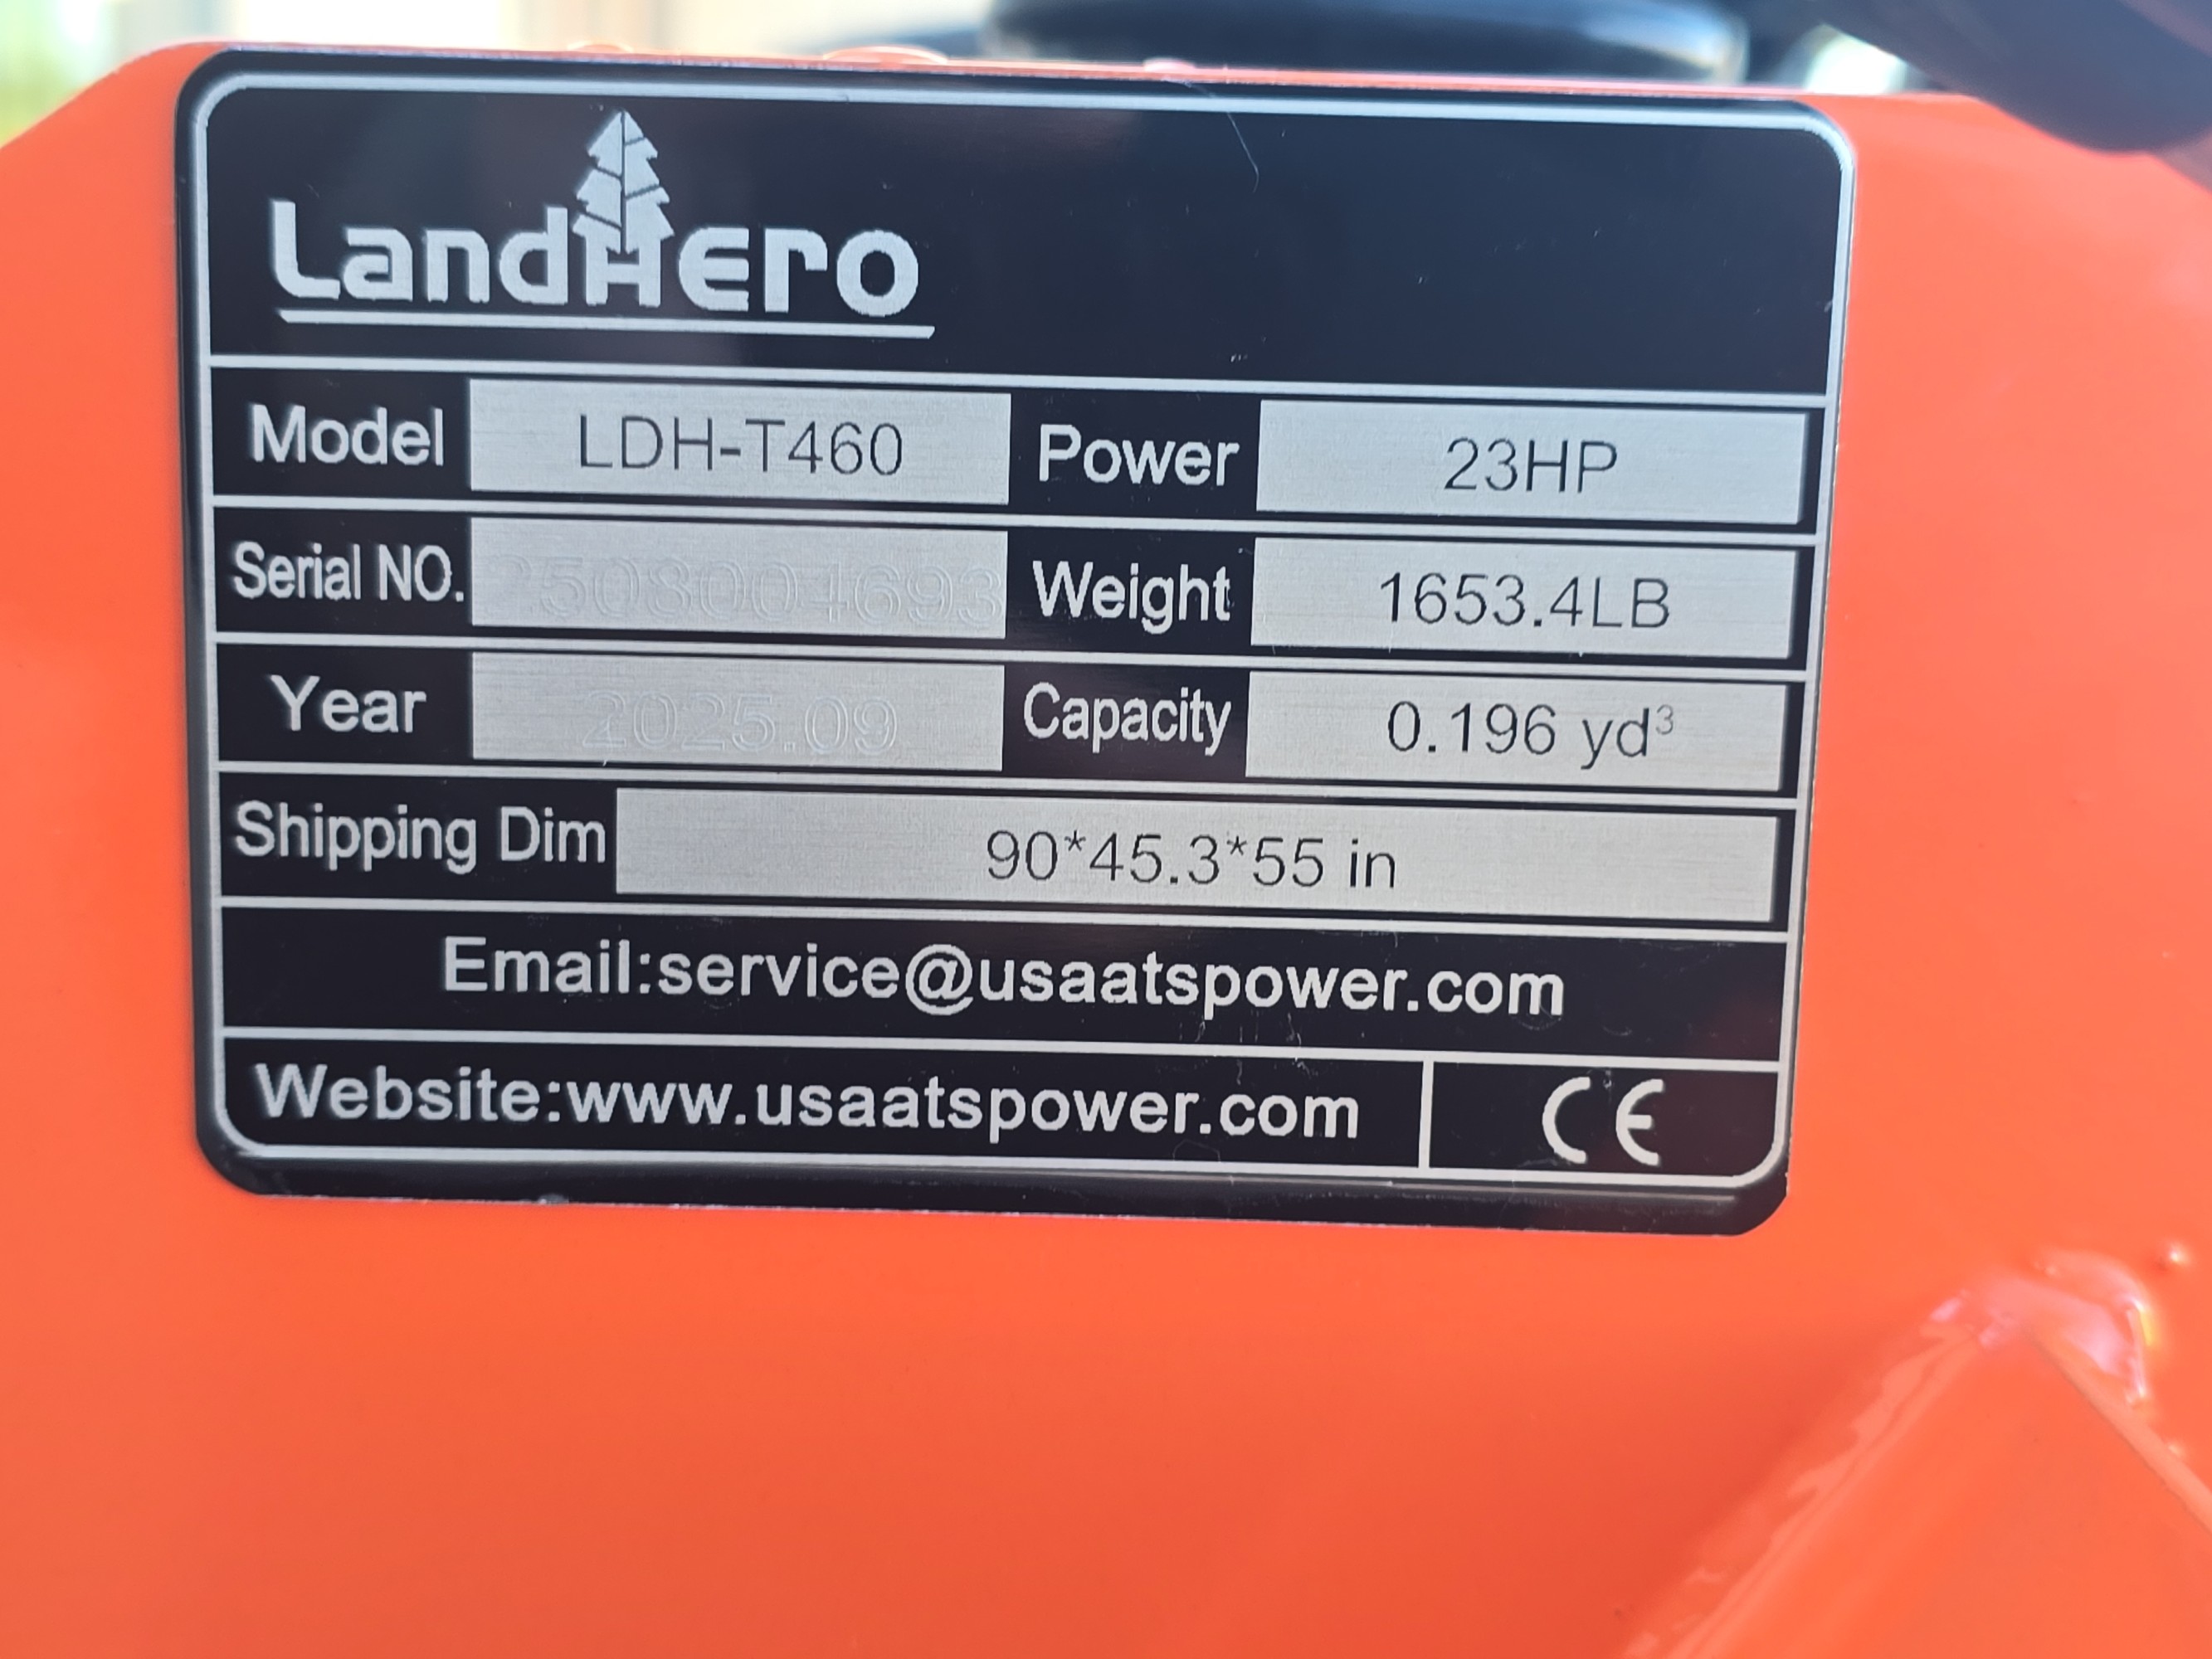 LandHero
Model LDH-T460 Power 23HP
Serial NO. 2508004693 Weight 1653.4LB
Year 2025.09 Capacity 0.196 yd³
Shipping Dim 90*45.3*55 in
Email:service@usaatspower.com
Website:www.usaatspower.com CE